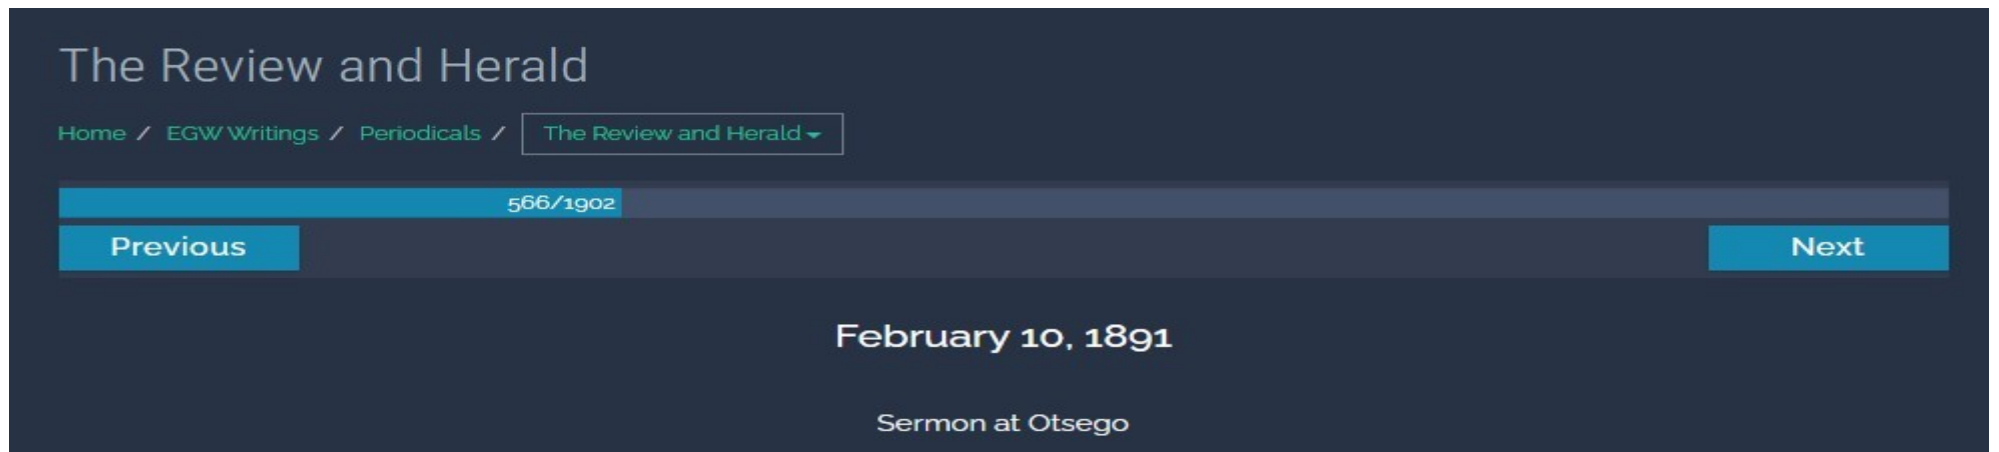 The Review and Herald
Home / EGW Writings / Periodicals / The Review and Herald
566/1902
Previous Next
February 10, 1891
Sermon at Otsego